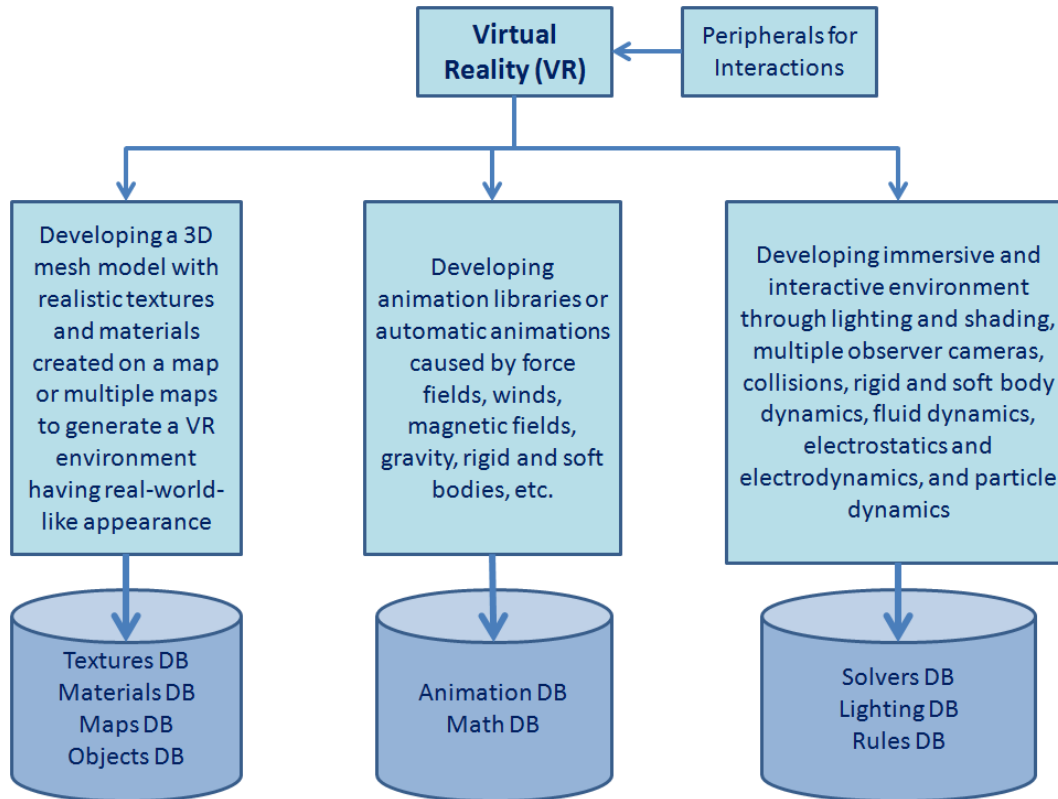 Virtual
Reality (VR)
Peripherals for
Interactions
Developing a 3D
mesh model with
realistic textures
and materials
created on a map
or multiple maps
to generate a VR
environment
having real-world-
like appearance
Developing
animation libraries or
automatic animations
caused by force
fields, winds,
magnetic fields,
gravity, rigid and soft
bodies, etc.
Developing immersive and
interactive environment
through lighting and shading,
multiple observer cameras,
collisions, rigid and soft body
dynamics, fluid dynamics,
electrostatics and
electrodynamics, and particle
dynamics
Textures DB
Materials DB
Maps DB
Objects DB
Animation DB
Math DB
Solvers DB
Lighting DB
Rules DB